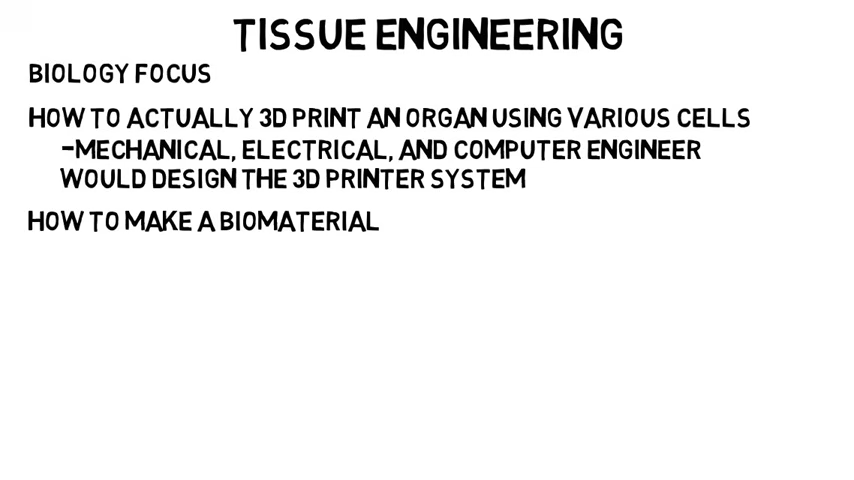 TISSUE ENGINEERING
BIOLOGY FOCUS
HOW TO ACTUALLY 3D PRINT AN ORGAN USING VARIOUS CELLS
-MECHANICAL, ELECTRICAL, AND COMPUTER ENGINEER
WOULD DESIGN THE 3D PRINTER SYSTEM
HOW TO MAKE A BIOMATERIAL